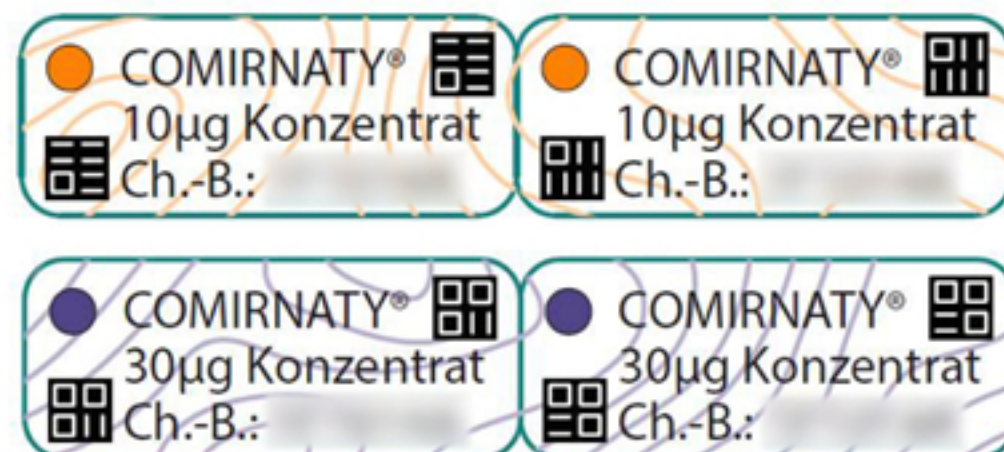 COMIRNATY®
10µg Konzentrat
Ch.-B.:
COMIRNATY®
10µg Konzentrat
Ch.-B.:
COMIRNATY®
30µg Konzentrat
Ch.-B.:
COMIRNATY®
30µg Konzentrat
Ch.-B.: